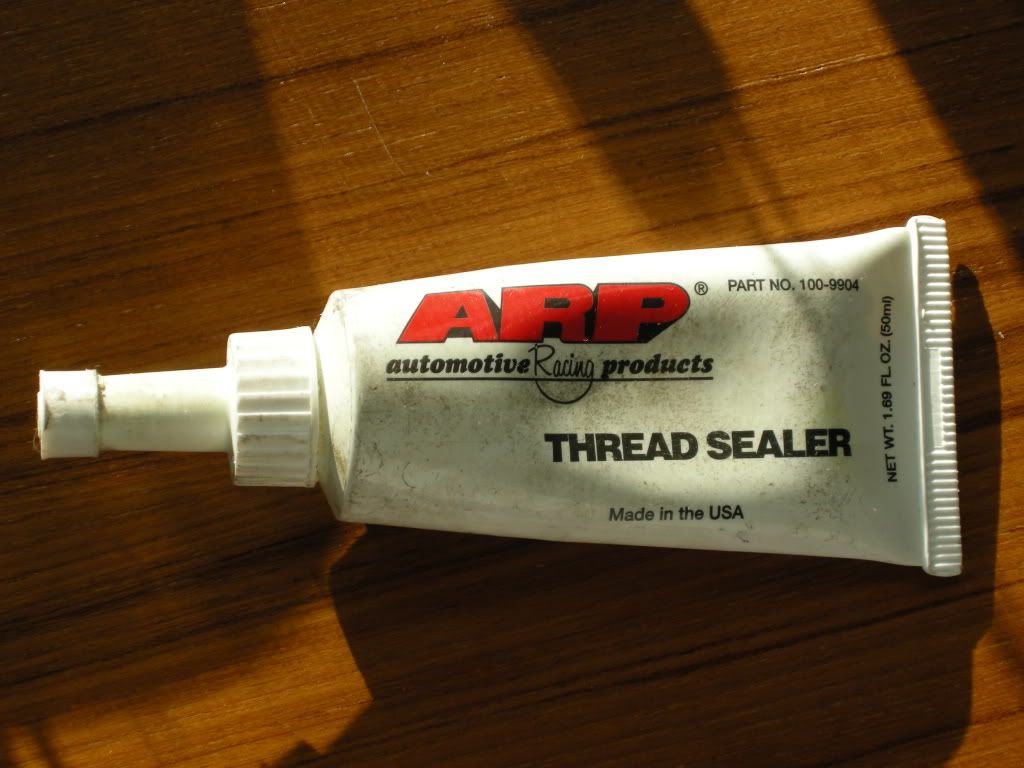 ARP®
PART NO. 100-9904
automotive Racing products
THREAD SEALER
Made in the USA
NET WT. 1.69 FL OZ. (50ml)